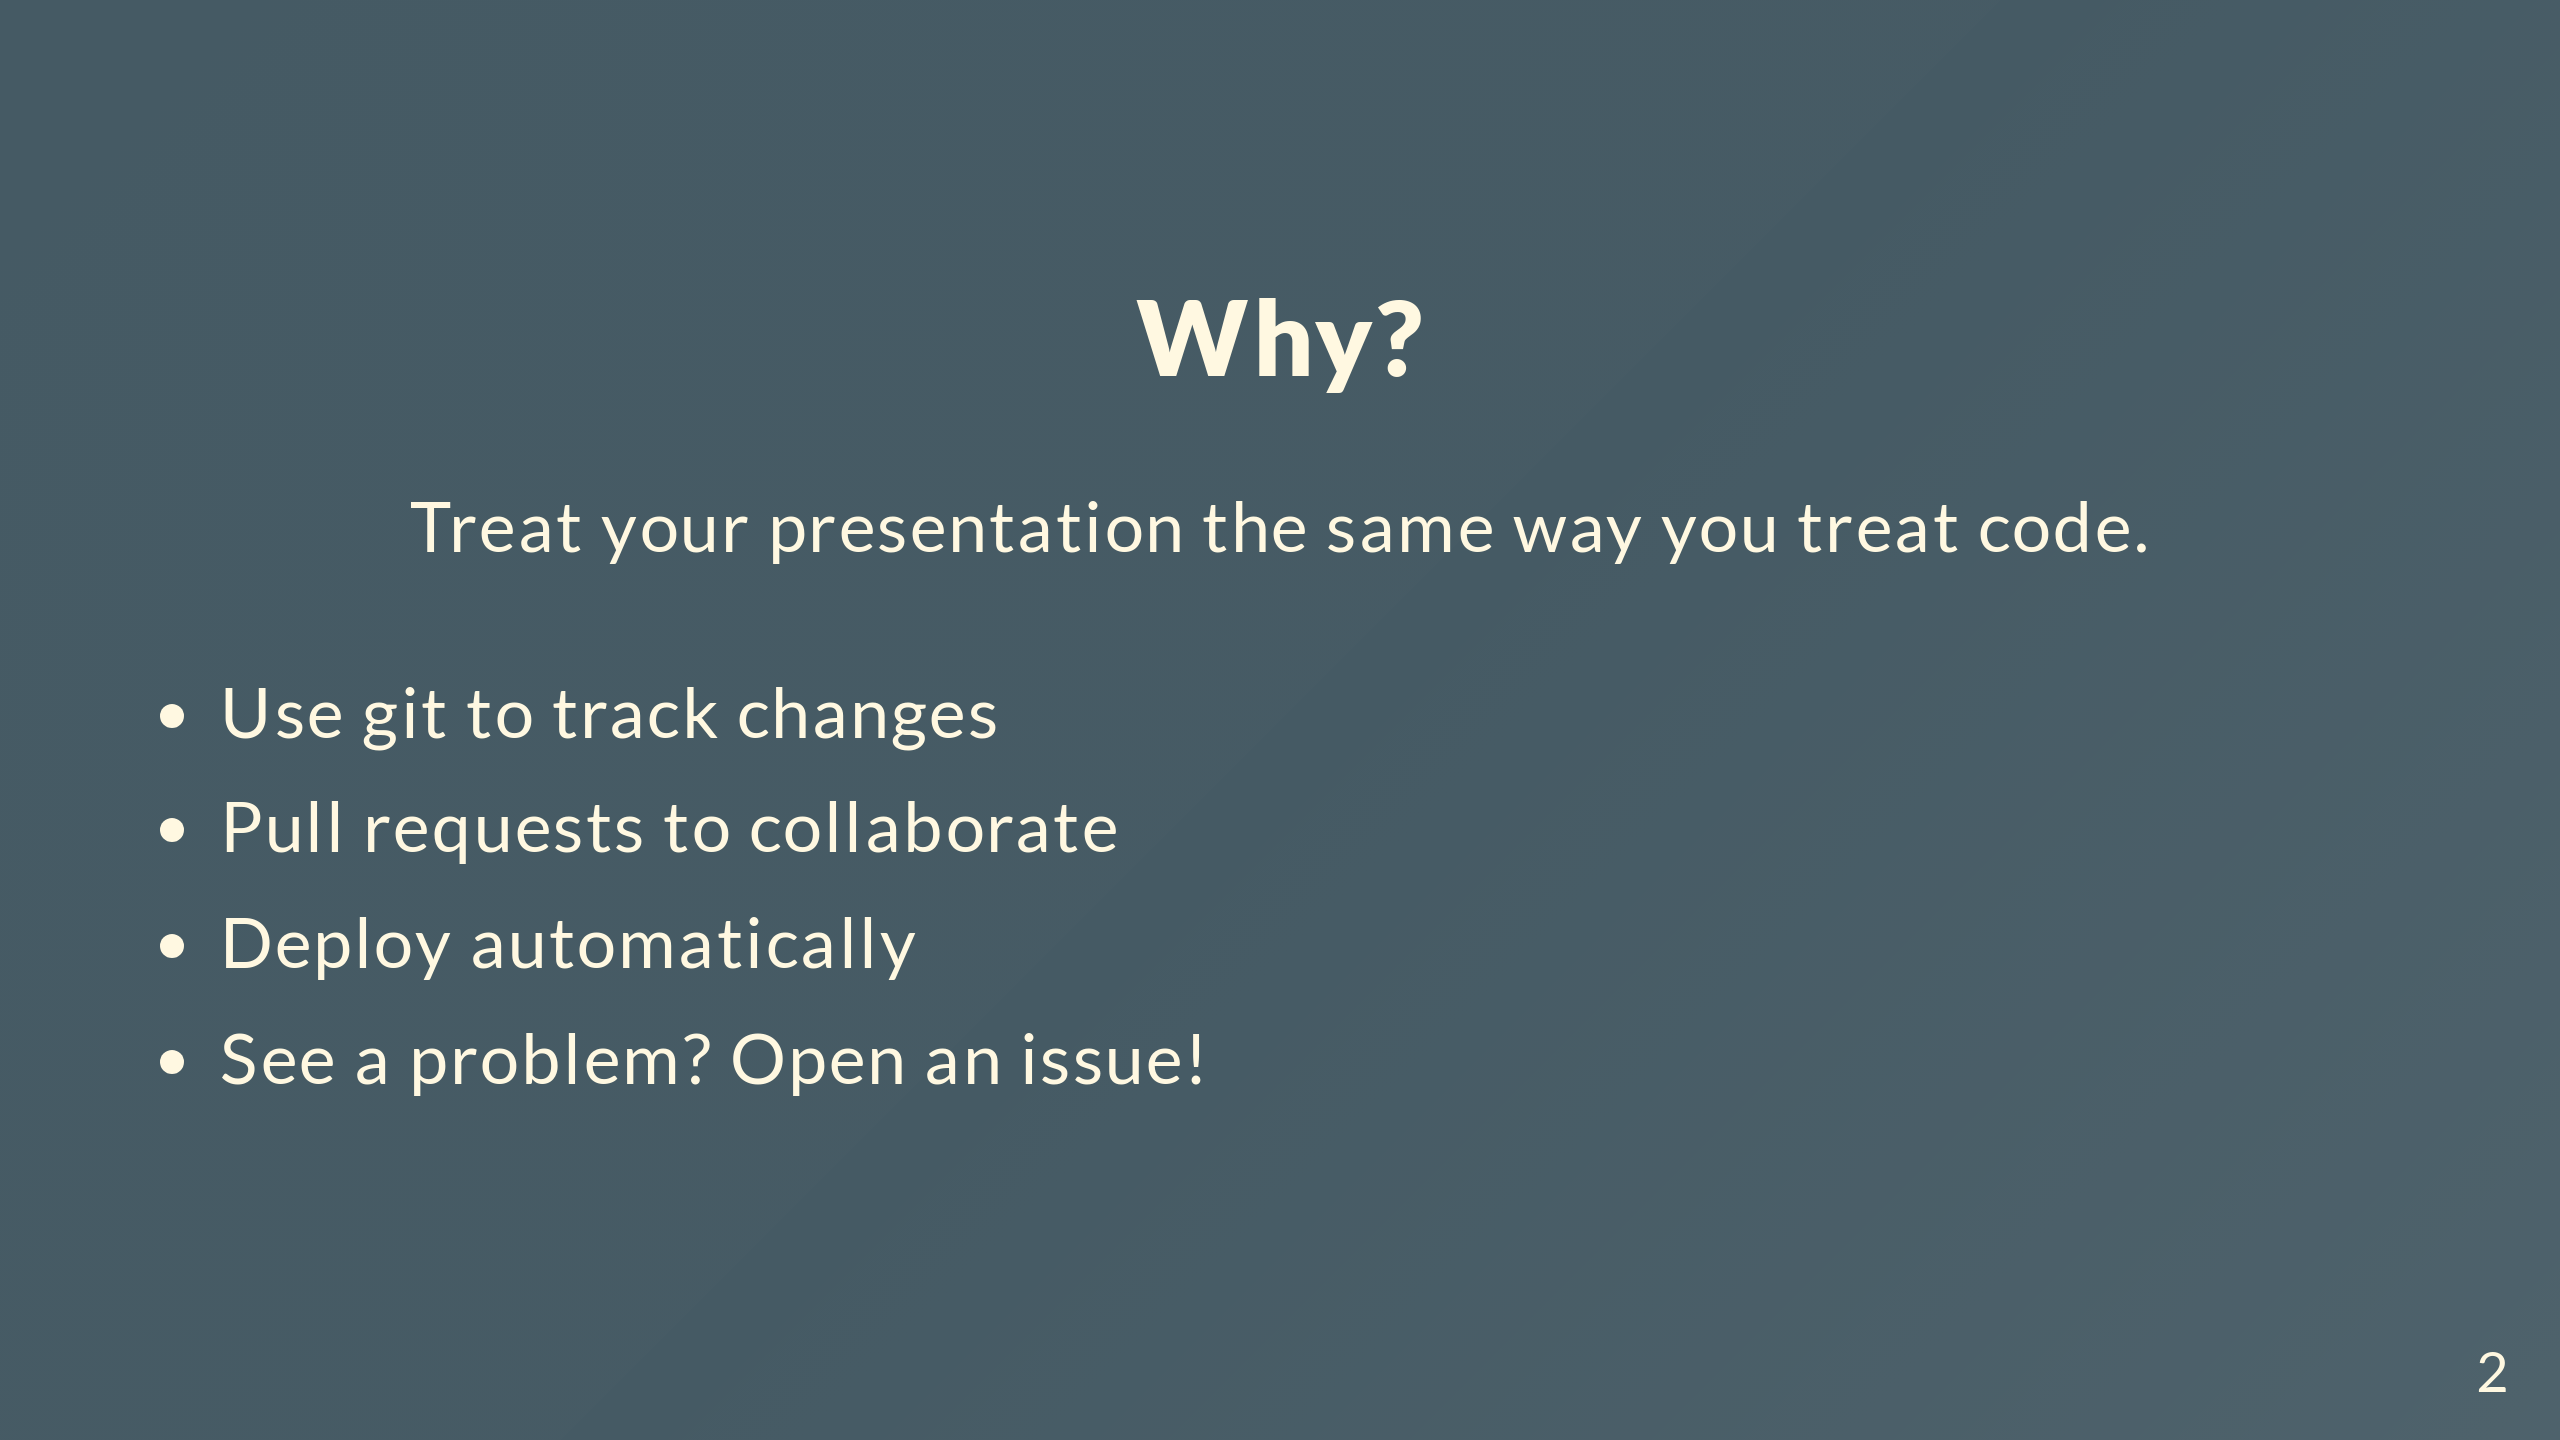 Why?
Treat your presentation the same way you treat code.
• Use git to track changes
• Pull requests to collaborate
• Deploy automatically
• See a problem? Open an issue!
2